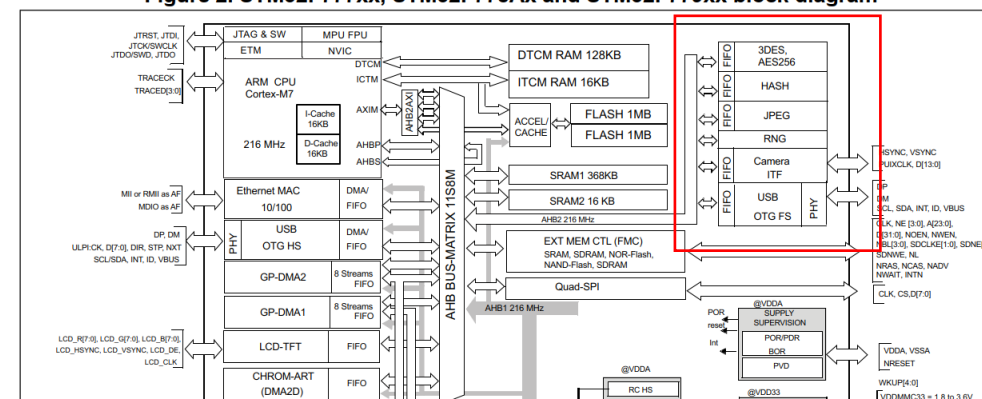 JTRST, JTDI,
JTCK/SWCLK
JTDO/SWD, JTDO
TRACECK
TRACED[3:0]
JTAG & SW
MPU FPU
ETM
NVIC
DTCM
ICTM
ARM CPU
Cortex-M7
AXIM
I-Cache
16KB
D-Cache
16KB
216 MHz
AHBP
AHBS
AHB2AXI
AHB BUS-MATRIX 11S8M
DTCM RAM 128KB
ITCM RAM 16KB
ACCEL/
CACHE
FLASH 1MB
FLASH 1MB
SRAM1 368KB
SRAM2 16 KB
AHB2 216 MHz
EXT MEM CTL (FMC)
SRAM, SDRAM, NOR-Flash,
NAND-Flash, SDRAM
Quad-SPI
AHB1 216 MHz
FIFO
3DES,
AES256
FIFO
HASH
FIFO
JPEG
RNG
FIFO
Camera
ITF
FIFO
USB
OTG FS
PHY
HSYNC, VSYNC
PUIXCLK, D[13:0]
DP
DM
SCL, SDA, INT, ID, VBUS
CLK, NE [3:0], A[23:0],
D[31:0], NOEN, NWEN,
NBL[3:0], SDCLKE[1:0], SDNE
SDNWE, NL
NRAS, NCAS, NADV
NWAIT, INTN
CLK, CS,D[7:0]
MII or RMII as AF
MDIO as AF
Ethernet MAC
10/100
DMA/
FIFO
DP, DM
ULPI:CK, D[7:0], DIR, STP, NXT
SCL/SDA, INT, ID, VBUS
PHY
USB
OTG HS
DMA/
FIFO
GP-DMA2
8 Streams
FIFO
GP-DMA1
8 Streams
FIFO
LCD_R[7:0], LCD_G[7:0], LCD_B[7:0],
LCD_HSYNC, LCD_VSYNC, LCD_DE,
LCD_CLK
LCD-TFT
FIFO
CHROM-ART
(DMA2D)
FIFO
@VDDA
RC HS
@VDDA
POR
reset
Int
SUPPLY
SUPERVISION
POR/PDR
BOR
PVD
@VDD33
VDDA, VSSA
NRESET
WKUP[4:0]
VDDMMC33 = 1.8 to 3.6V